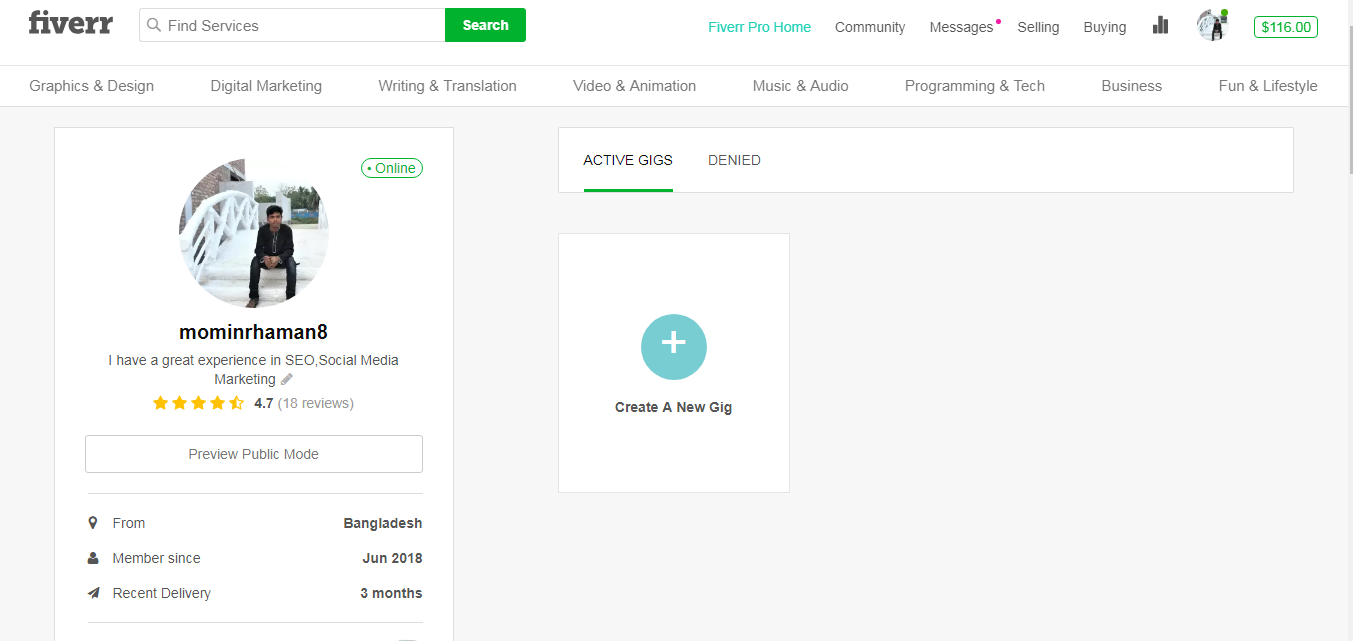 fiverr
Find Services
Search
Fiverr Pro Home
Community
Messages
Selling
Buying
$116.00
Graphics & Design
Digital Marketing
Writing & Translation
Video & Animation
Music & Audio
Programming & Tech
Business
Fun & Lifestyle
• Online
mominrhaman8
I have a great experience in SEO,Social Media
Marketing
4.7 (18 reviews)
Preview Public Mode
From Bangladesh
Member since Jun 2018
Recent Delivery 3 months
ACTIVE GIGS
DENIED
Create A New Gig